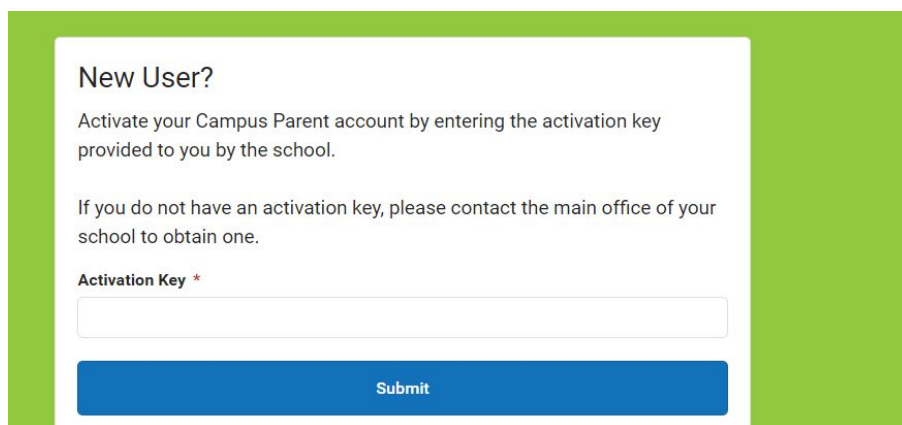 New User?
Activate your Campus Parent account by entering the activation key
provided to you by the school.
If you do not have an activation key, please contact the main office of your
school to obtain one.
Activation Key *
Submit